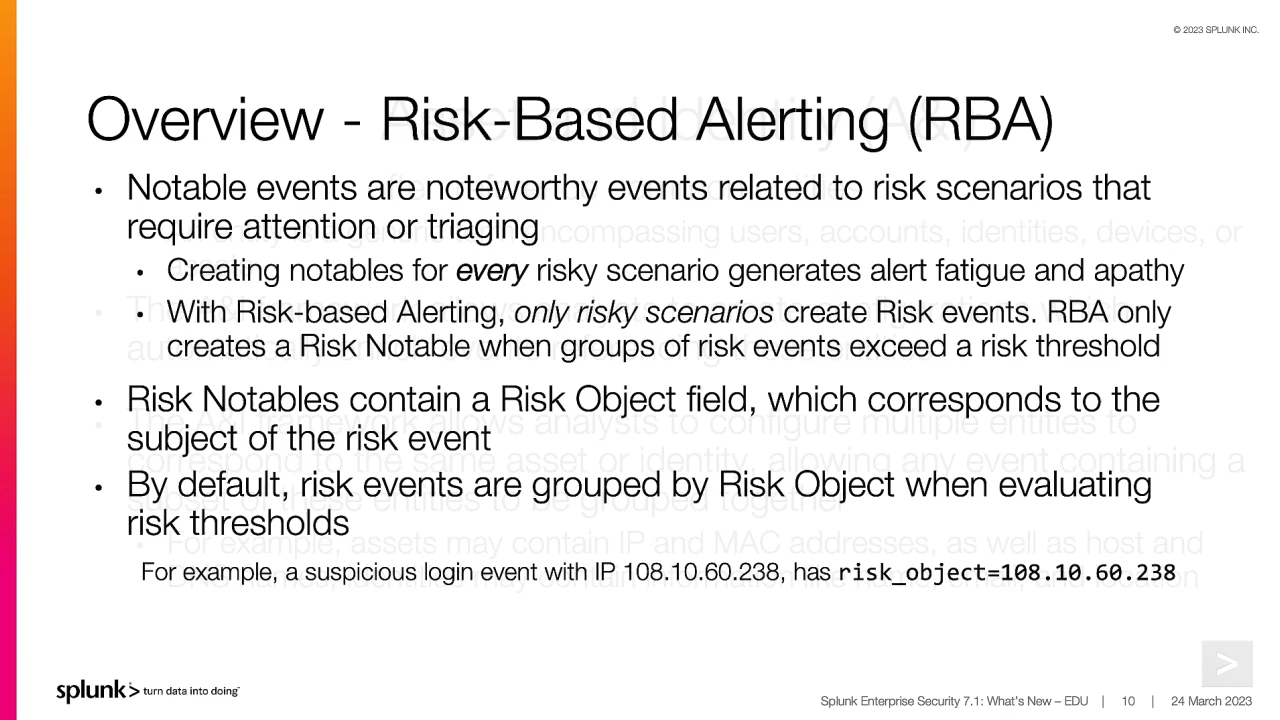 © 2023 SPLUNK INC.
Overview - Risk-Based Alerting (RBA)
• Notable events are noteworthy events related to risk scenarios that
require attention or triaging
• Creating notables for every risky scenario generates alert fatigue and apathy
• With Risk-based Alerting, only risky scenarios create Risk events. RBA only
creates a Risk Notable when groups of risk events exceed a risk threshold
• Risk Notables contain a Risk Object field, which corresponds to the
subject of the risk event
• By default, risk events are grouped by Risk Object when evaluating
risk thresholds
For example, a suspicious login event with IP 108.10.60.238, has risk_object=108.10.60.238
>
splunk> turn data into doing™
Splunk Enterprise Security 7.1: What's New – EDU | 10 | 24 March 2023